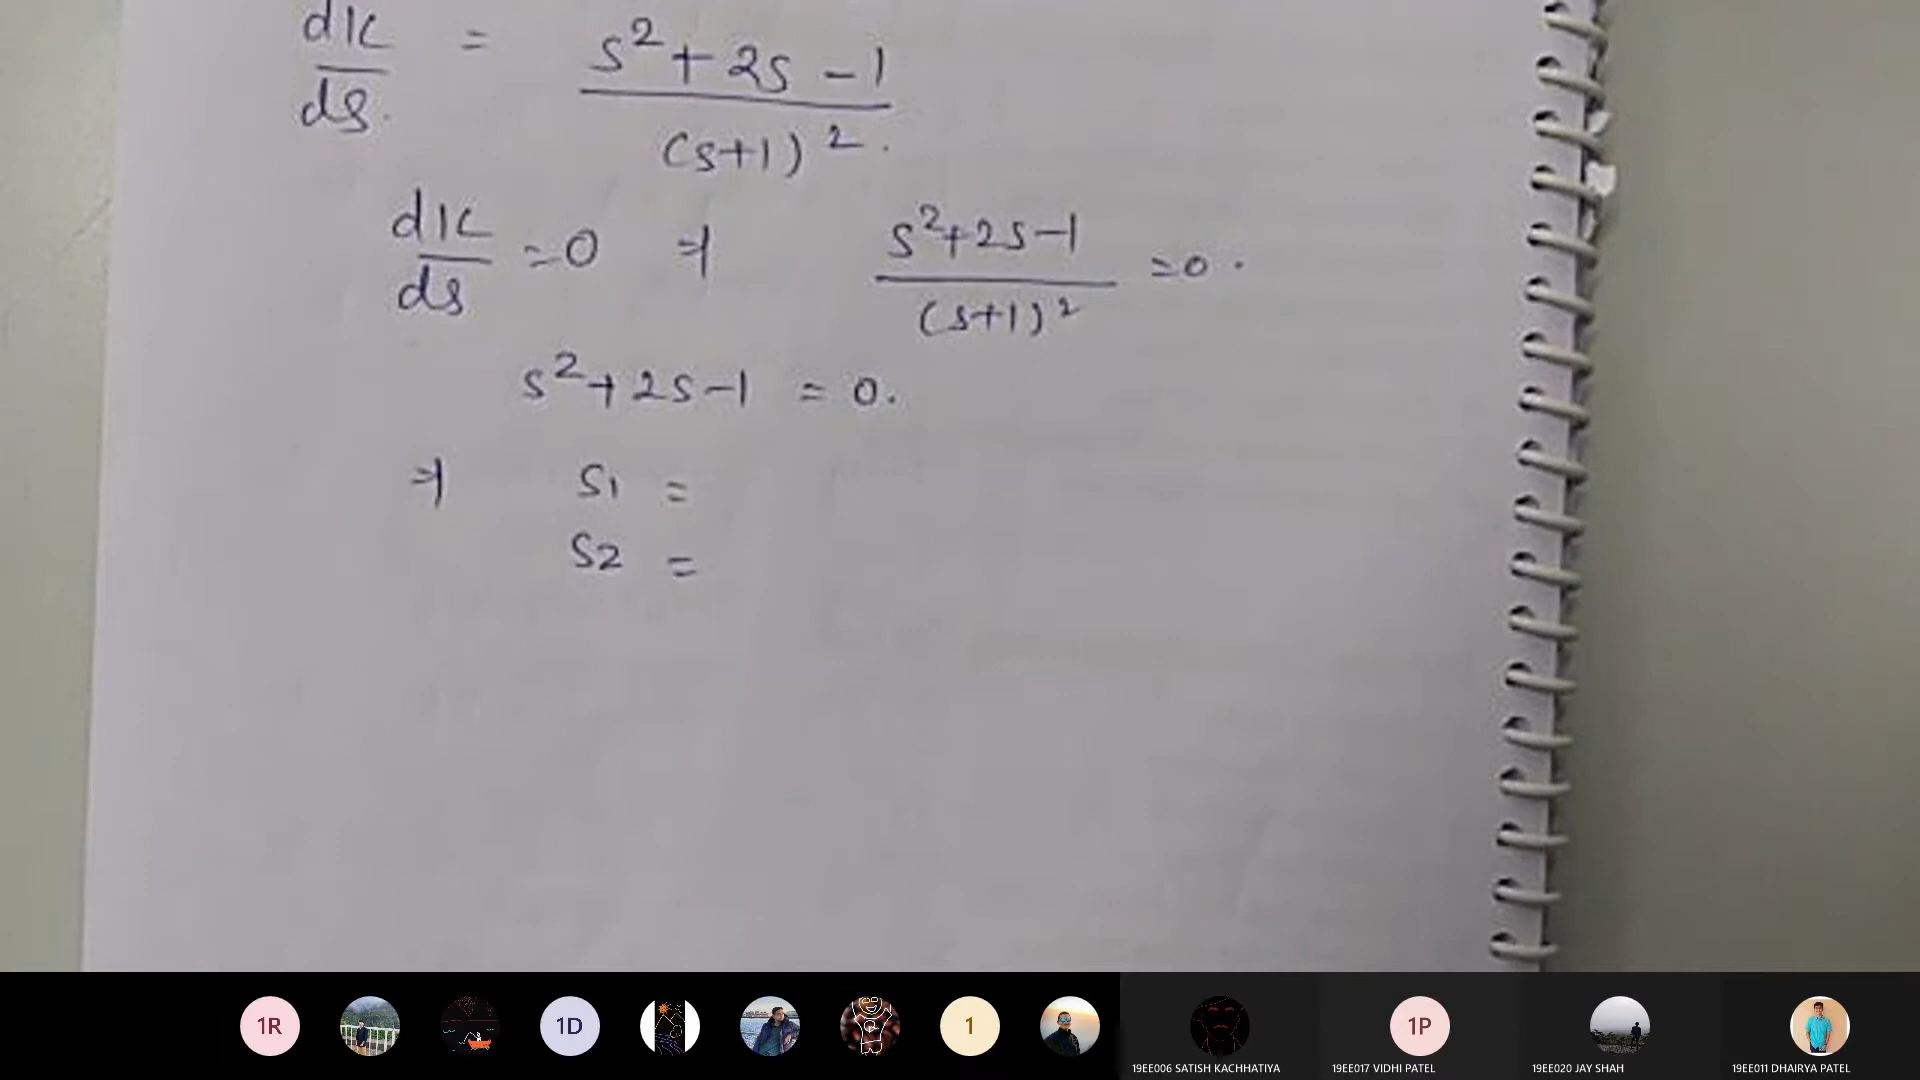 dK/ds. = s²+2s-1/(s+1)².
dK/ds =0 ⇒ s²+2s-1/(s+1)² =0.
s²+2s-1 = 0.
⇒ S1 =
S2 =
1R 1D 1 1P
19EE006 SATISH KACHHATIYA 19EE017 VIDHI PATEL 19EE020 JAY SHAH 19EE011 DHAIRYA PATEL